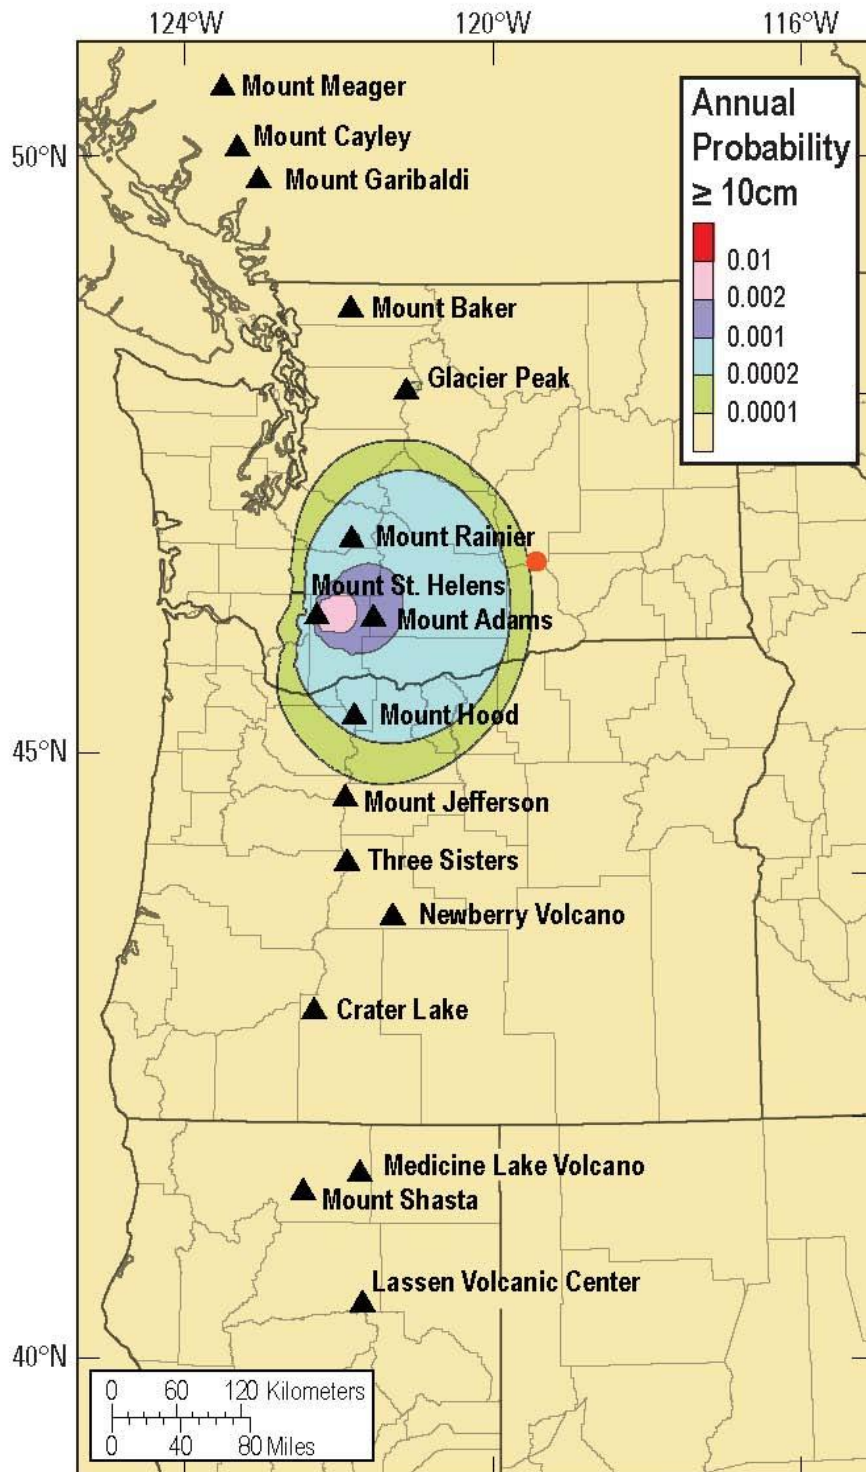 124°W 120°W 116°W
Mount Meager
Mount Cayley
50°N
Mount Garibaldi
Annual
Probability
≥ 10cm
0.01
0.002
0.001
0.0002
0.0001
Mount Baker
Glacier Peak
Mount Rainier
Mount St. Helens
Mount Adams
Mount Hood
45°N
Mount Jefferson
Three Sisters
Newberry Volcano
Crater Lake
Medicine Lake Volcano
Mount Shasta
Lassen Volcanic Center
40°N
0 60 120 Kilometers
0 40 80 Miles